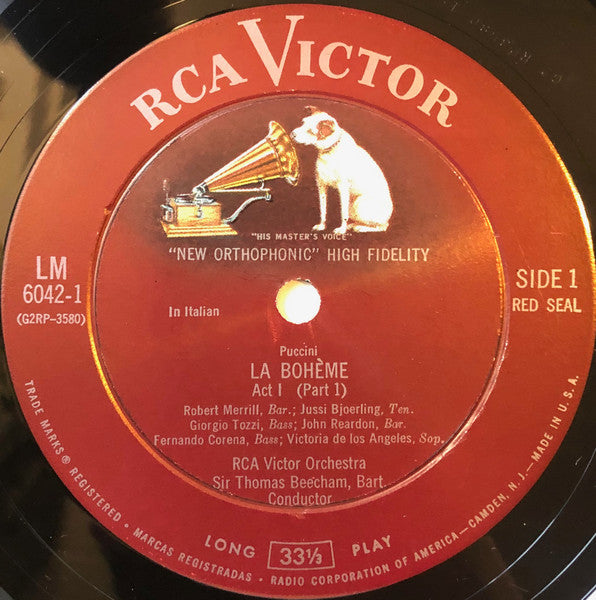 RCA VICTOR
"HIS MASTER'S VOICE"
"NEW ORTHOPHONIC" HIGH FIDELITY
LM
6042-1
(G2RP-3580)
SIDE 1
RED SEAL
In Italian
Puccini
LA BOHÈME
Act I (Part 1)
Robert Merrill, Bar.; Jussi Bjoerling, Ten.
Giorgio Tozzi, Bass; John Reardon, Bar.
Fernando Corena, Bass; Victoria de los Angeles, Sop.
RCA Victor Orchestra
Sir Thomas Beecham, Bart.
Conductor
LONG 33⅓ PLAY
TRADE MARKS ® REGISTERED • MARCAS REGISTRADAS • RADIO CORPORATION OF AMERICA—CAMDEN, N. J.—MADE IN U.S.A.